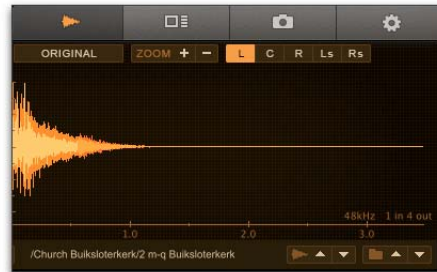 ORIGINAL ZOOM + − L C R Ls Rs
48kHz 1 in 4 out
1.0 2.0 3.0
/Church Buiksloterkerk/2 m-q Buiksloterkerk